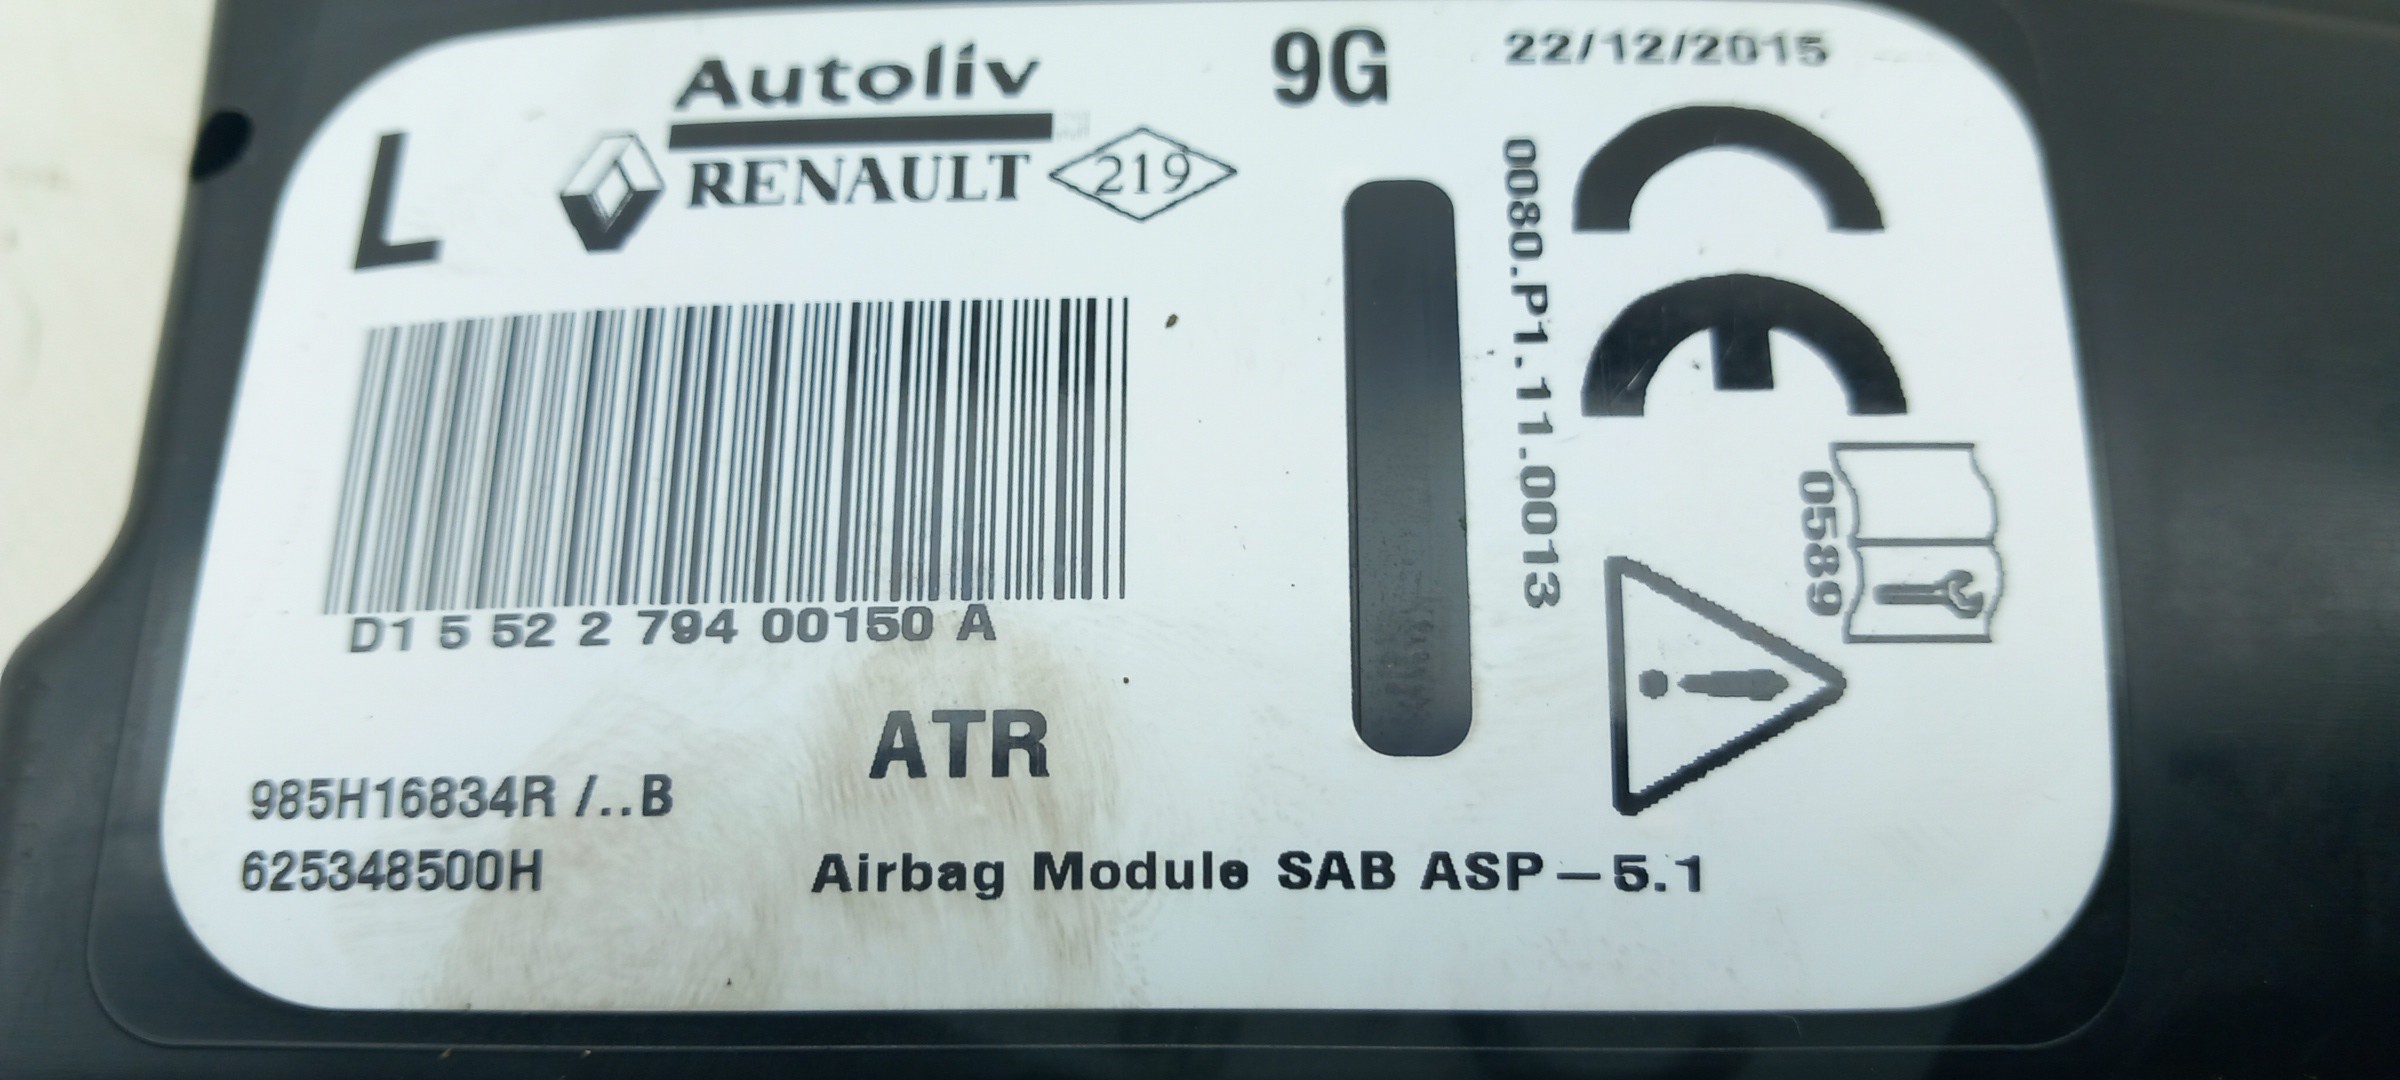 Autoliv
9G
22/12/2015
L
RENAULT 219
0080.P1.11.0013
0589
D1 5 52 2 794 00150 A
ATR
985H16834R /..B
625348500H
Airbag Module SAB ASP-5.1